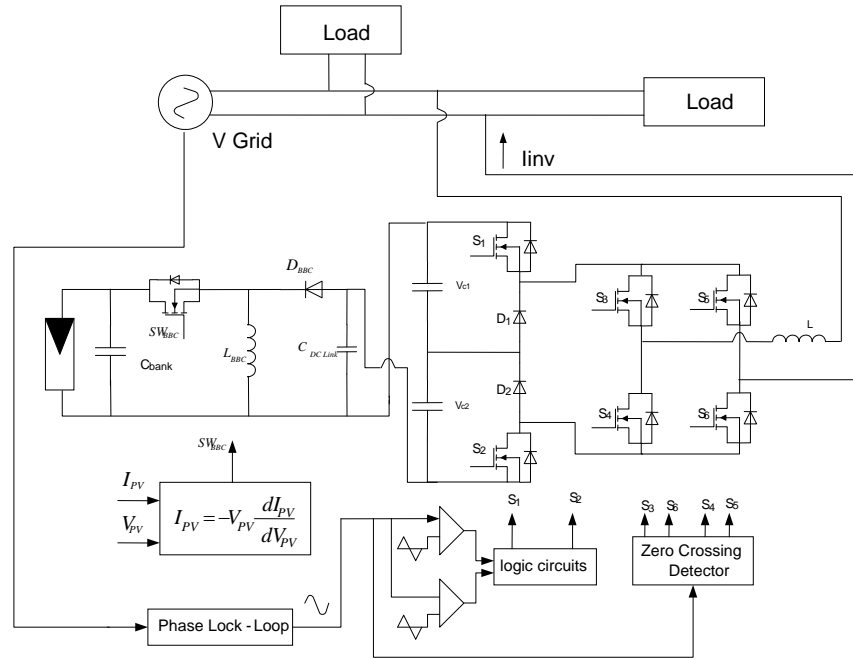 Load
Load
V Grid
Iinv
S1
D_BBC
Vc1
S3
S5
SW_BBC
D1
L
L_BBC
C_DC Link
Cbank
D2
Vc2
S4
S6
S2
SW_BBC
I_PV
V_PV
I_PV = -V_PV dI_PV/dV_PV
S1
S2
S3 S6 S4 S5
logic circuits
Zero Crossing
Detector
Phase Lock - Loop